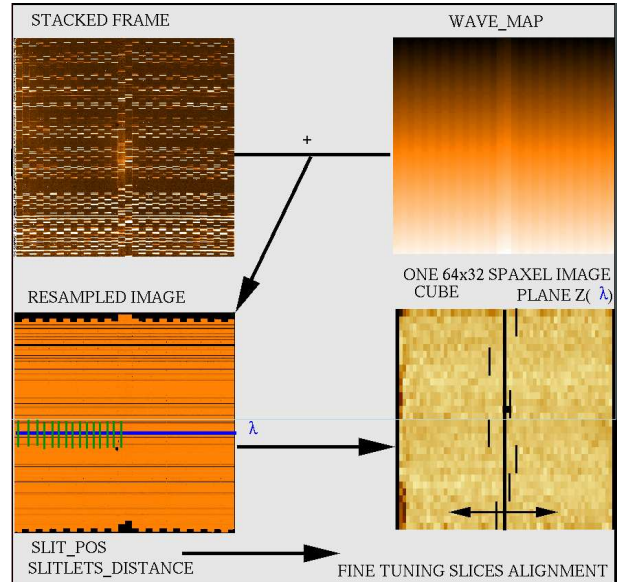 STACKED FRAME
WAVE_MAP
+
ONE 64x32 SPAXEL IMAGE
CUBE PLANE Z( λ)
RESAMPLED IMAGE
λ
SLIT_POS
SLITLETS_DISTANCE
FINE TUNING SLICES ALIGNMENT